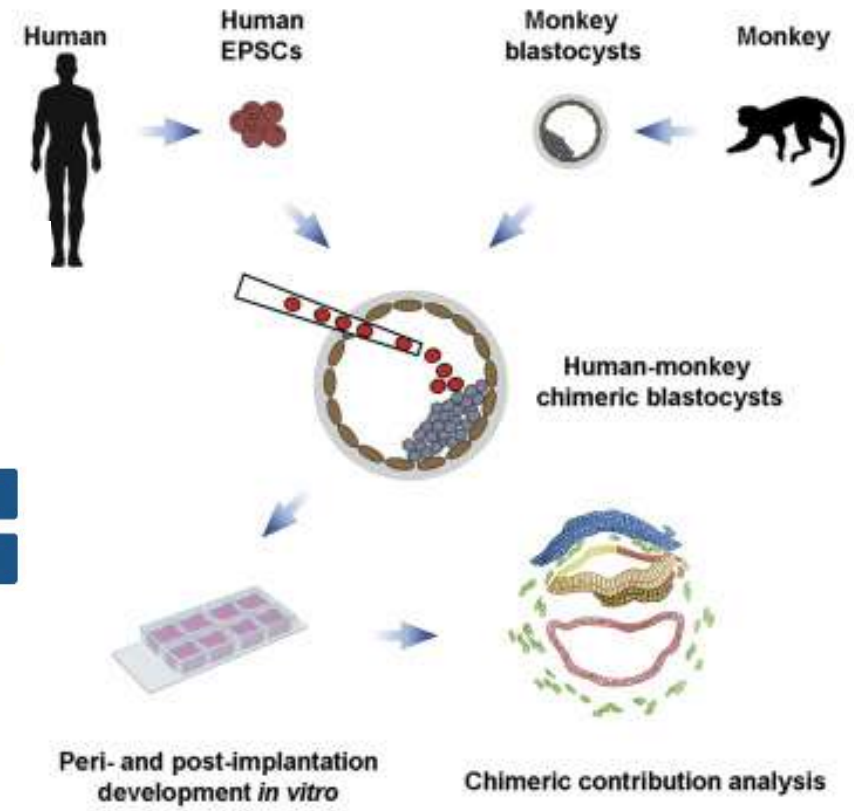 Human
Human
EPSCs
Monkey
blastocysts
Monkey
Human-monkey
chimeric blastocysts
Peri- and post-implantation
development in vitro
Chimeric contribution analysis